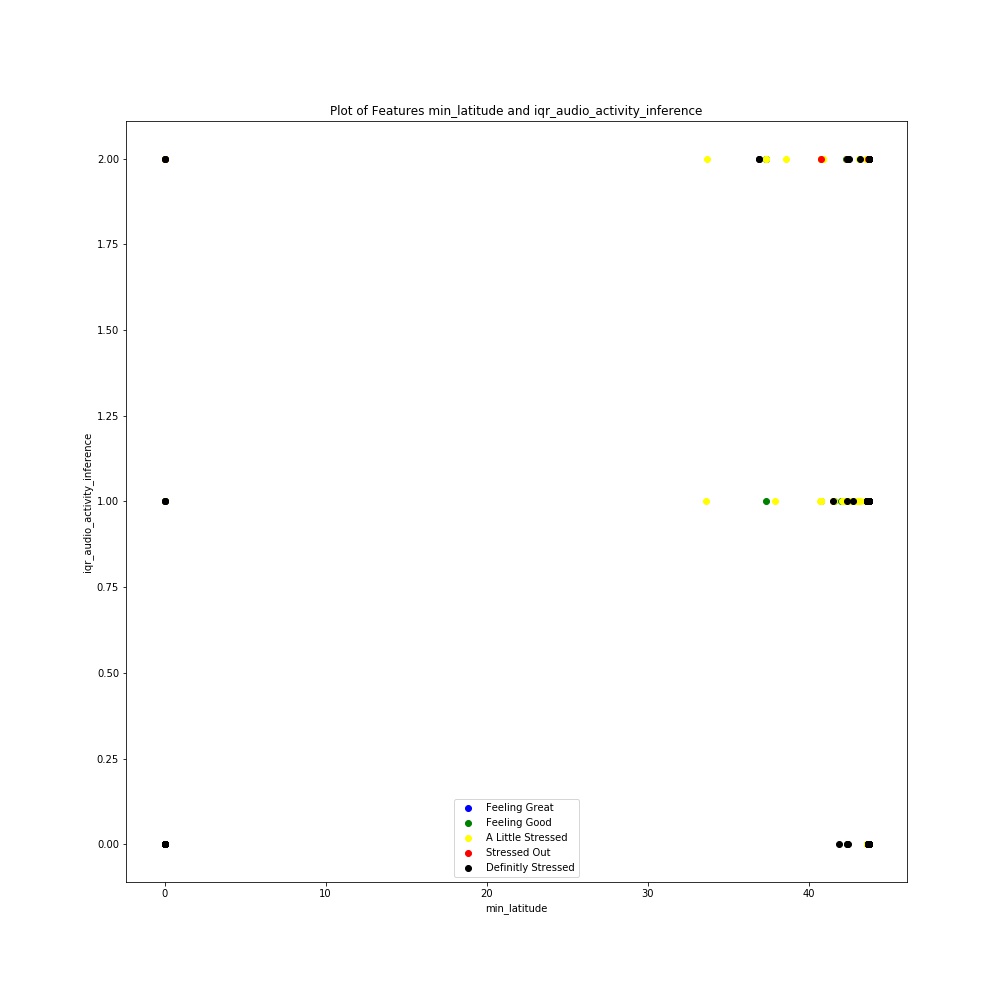 Plot of Features min_latitude and iqr_audio_activity_inference
2.00
1.75
1.50
1.25
1.00
0.75
0.50
0.25
0.00
iqr_audio_activity_inference
Feeling Great
Feeling Good
A Little Stressed
Stressed Out
Definitly Stressed
0 10 20 30 40
min_latitude